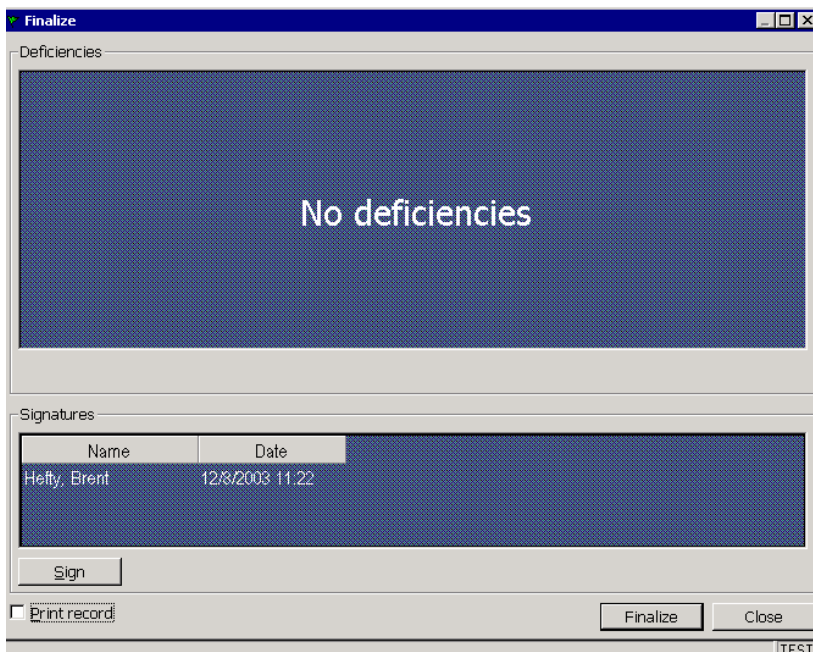 Finalize
Deficiencies
No deficiencies
Signatures
Name Date
Hefty, Brent 12/8/2003 11:22
Sign
Print record Finalize Close
TEST